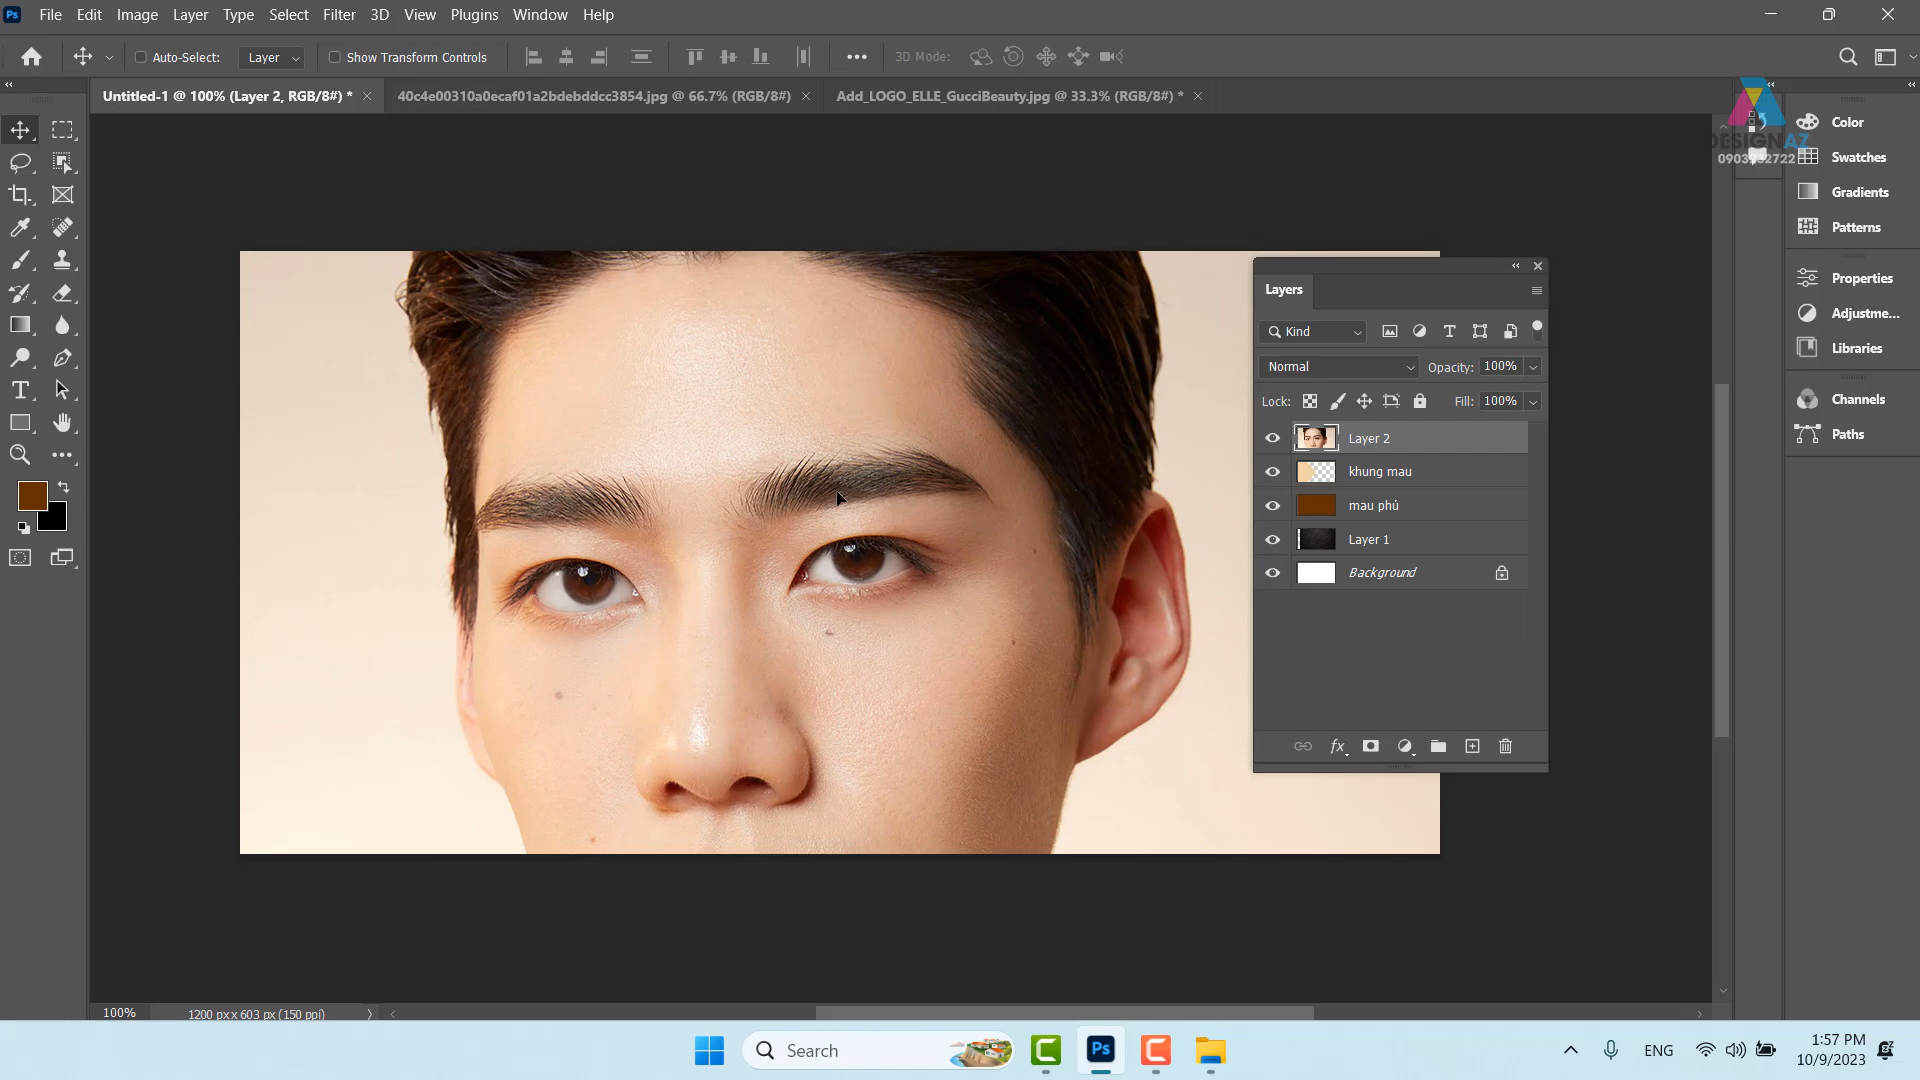 Ps File Edit Image Layer Type Select Filter 3D View Plugins Window Help
Auto-Select: Layer Show Transform Controls 3D Mode:
Untitled-1 @ 100% (Layer 2, RGB/8#) * 40c4e00310a0ecaf01a2bdebddcc3854.jpg @ 66.7% (RGB/8#) Add_LOGO_ELLE_GucciBeauty.jpg @ 33.3% (RGB/8#) *
Color
DESIGNAZ
Swatches
Gradients
Patterns
Properties
Adjustme...
Libraries
Channels
Paths
Layers
Kind
Normal Opacity: 100%
Lock: Fill: 100%
Layer 2
khung mau
mau phủ
Layer 1
Background
fx
100% 1200 px x 603 px (150 ppi)
Search Ps ENG 1:57 PM
10/9/2023